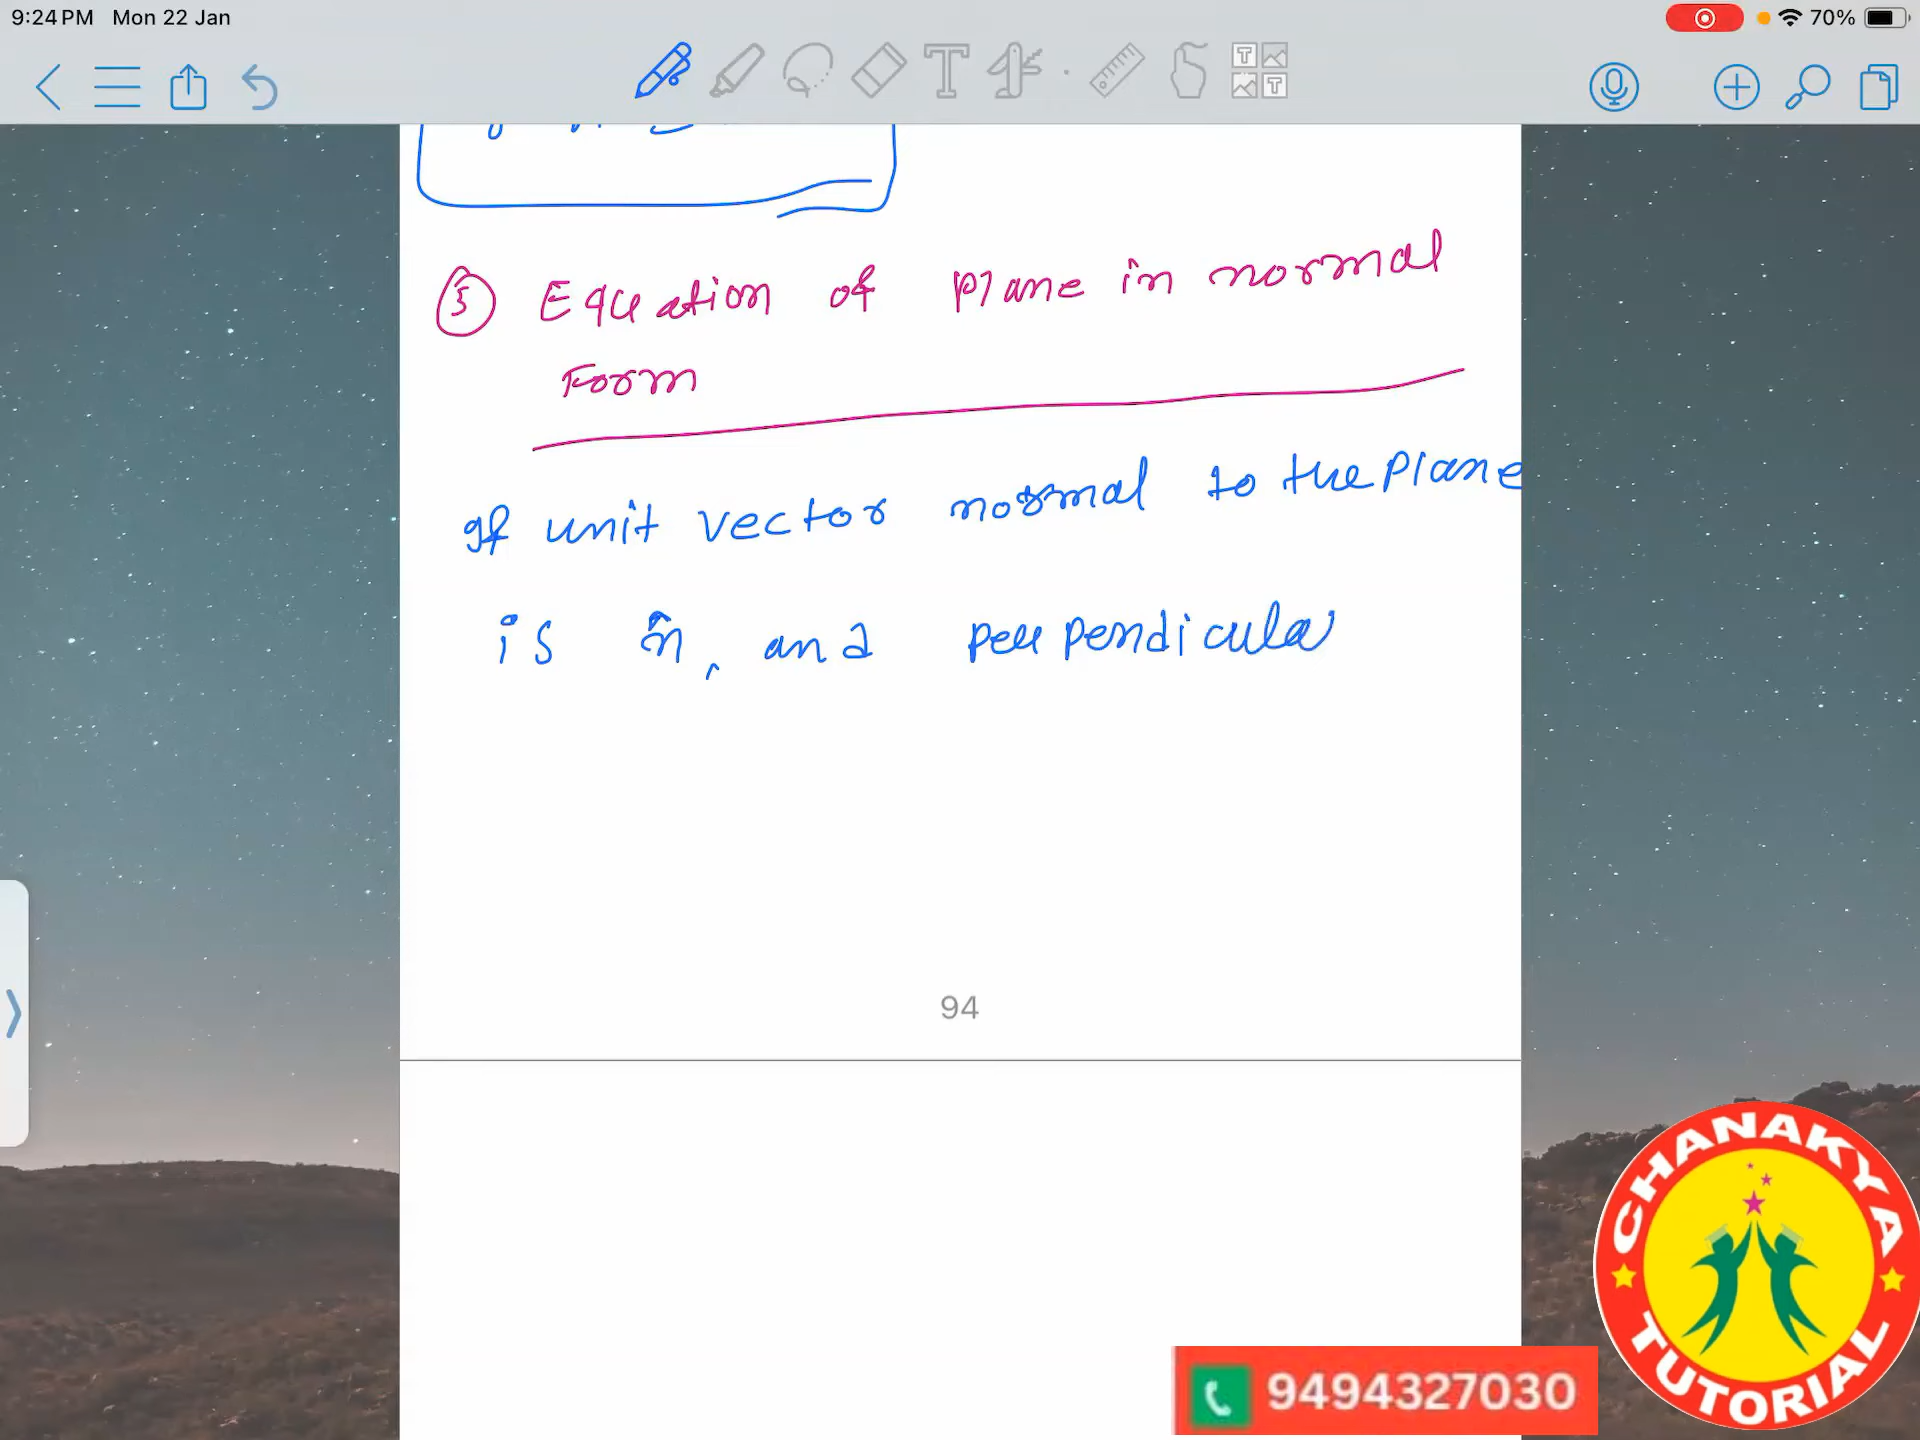 9:24 PM Mon 22 Jan
70%
5 Equation of Plane in normal
Form
If unit vector normal to the Plane
is n̂, and perpendicular
94
CHANAKYA
TUTORIAL
9494327030